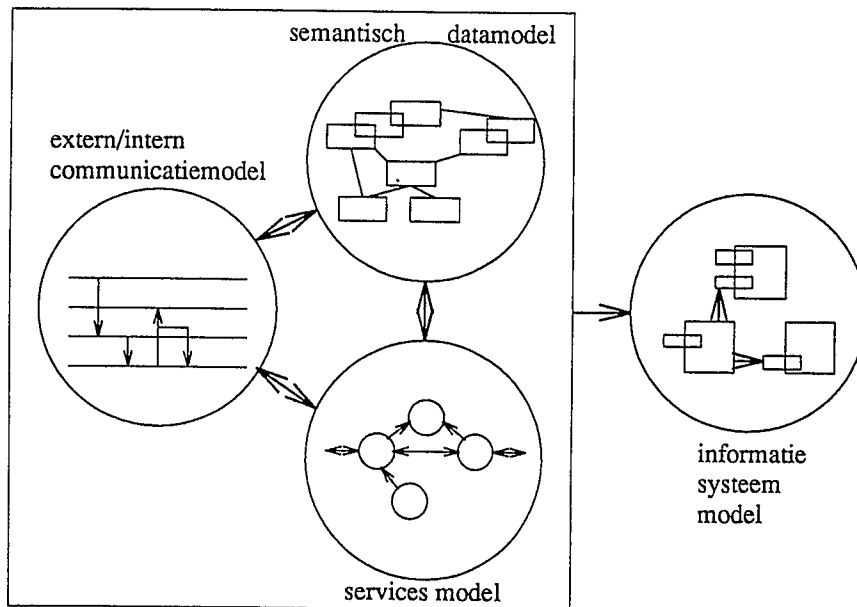 semantisch datamodel
extern/intern
communicatiemodel
informatie
systeem
model
services model